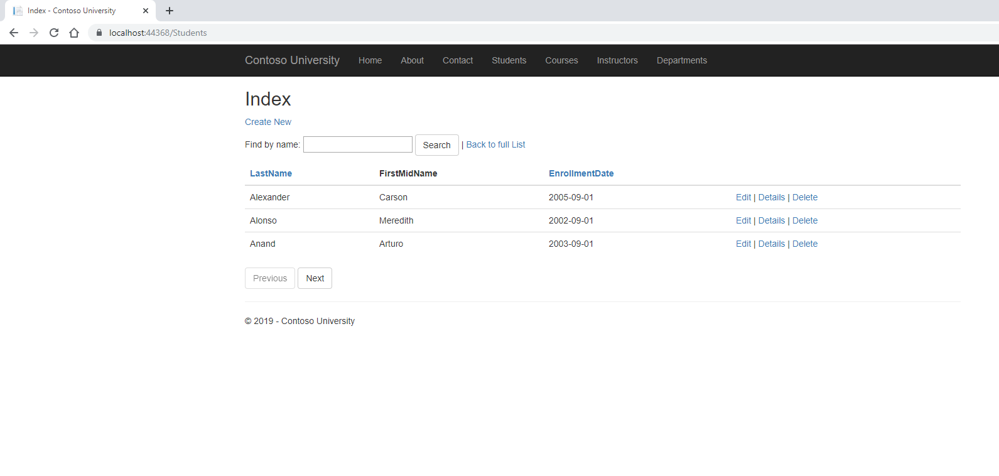 Index - Contoso University
localhost:44368/Students
Contoso University Home About Contact Students Courses Instructors Departments
Index
Create New
Find by name: Search | Back to full List
LastName FirstMidName EnrollmentDate
Alexander Carson 2005-09-01 Edit | Details | Delete
Alonso Meredith 2002-09-01 Edit | Details | Delete
Anand Arturo 2003-09-01 Edit | Details | Delete
Previous Next
© 2019 - Contoso University